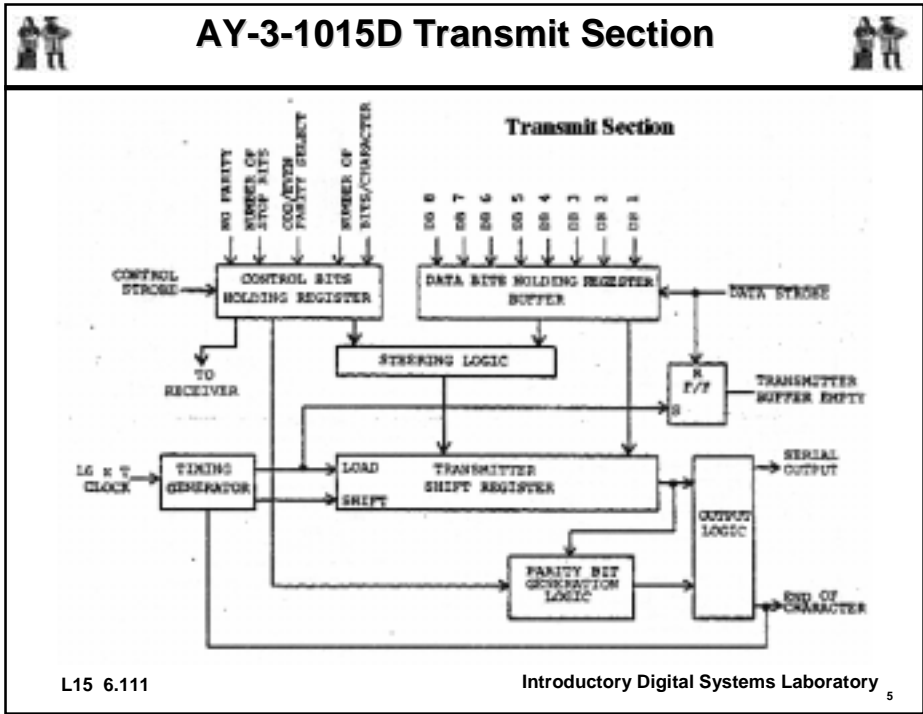 AY-3-1015D Transmit Section
Transmit Section
NO PARITY
NUMBER OF
STOP BITS
ODD/EVEN
PARITY SELECT
NUMBER OF
BITS/CHARACTER
DB 8
DB 7
DB 6
DB 5
DB 4
DB 3
DB 2
DB 1
CONTROL
STROBE
CONTROL BITS
HOLDING REGISTER
DATA BITS HOLDING REGISTER
BUFFER
DATA STROBE
TO
RECEIVER
STEERING LOGIC
R
F/F
S
TRANSMITTER
BUFFER EMPTY
16 x T
CLOCK
TIMING
GENERATOR
LOAD
SHIFT
TRANSMITTER
SHIFT REGISTER
SERIAL
OUTPUT
OUTPUT
LOGIC
PARITY BIT
GENERATION
LOGIC
END OF
CHARACTER
L15 6.111
Introductory Digital Systems Laboratory
5